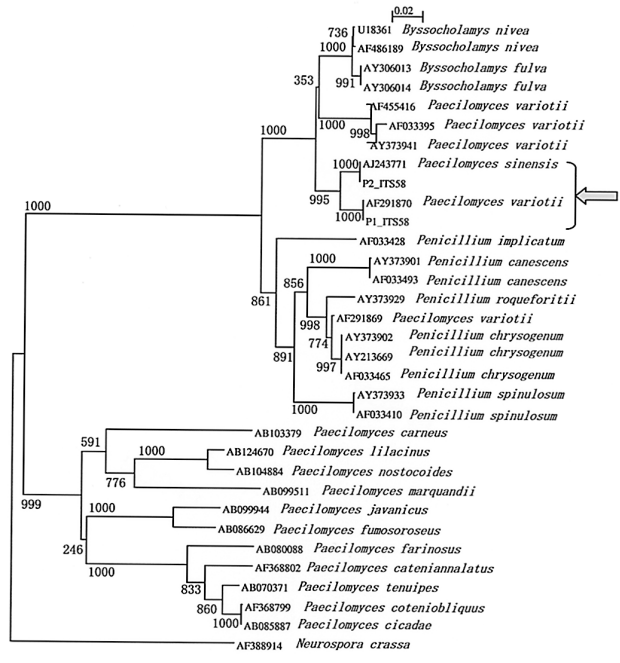 0.02
736 U18361 Byssocholamys nivea
1000 AF486189 Byssocholamys nivea
AY306013 Byssocholamys fulva
353 991 AY306014 Byssocholamys fulva
AF455416 Paecilomyces variotii
1000 998 AF033395 Paecilomyces variotii
1000 AY373941 Paecilomyces variotii
1000 AJ243771 Paecilomyces sinensis
P2_ITS58
995 AF291870 Paecilomyces variotii
1000 1000 P1_ITS58
AF033428 Penicillium implicatum
1000 AY373901 Penicillium canescens
861 856 AF033493 Penicillium canescens
AY373929 Penicillium roquefortii
998 AF291869 Paecilomyces variotii
774 AY373902 Penicillium chrysogenum
891 997 AY213669 Penicillium chrysogenum
AF033465 Penicillium chrysogenum
AY373933 Penicillium spinulosum
1000 AF033410 Penicillium spinulosum
AB103379 Paecilomyces carneus
591 1000 AB124670 Paecilomyces lilacinus
776 AB104884 Paecilomyces nostocoides
999 AB099511 Paecilomyces marquandii
1000 AB099944 Paecilomyces javanicus
AB086629 Paecilomyces fumosoroseus
246 AB080088 Paecilomyces farinosus
1000 AF368802 Paecilomyces cateniannalatus
833 AB070371 Paecilomyces tenuipes
860 AF368799 Paecilomyces coteniobliquus
1000 AB085887 Paecilomyces cicadae
AF388914 Neurospora crassa